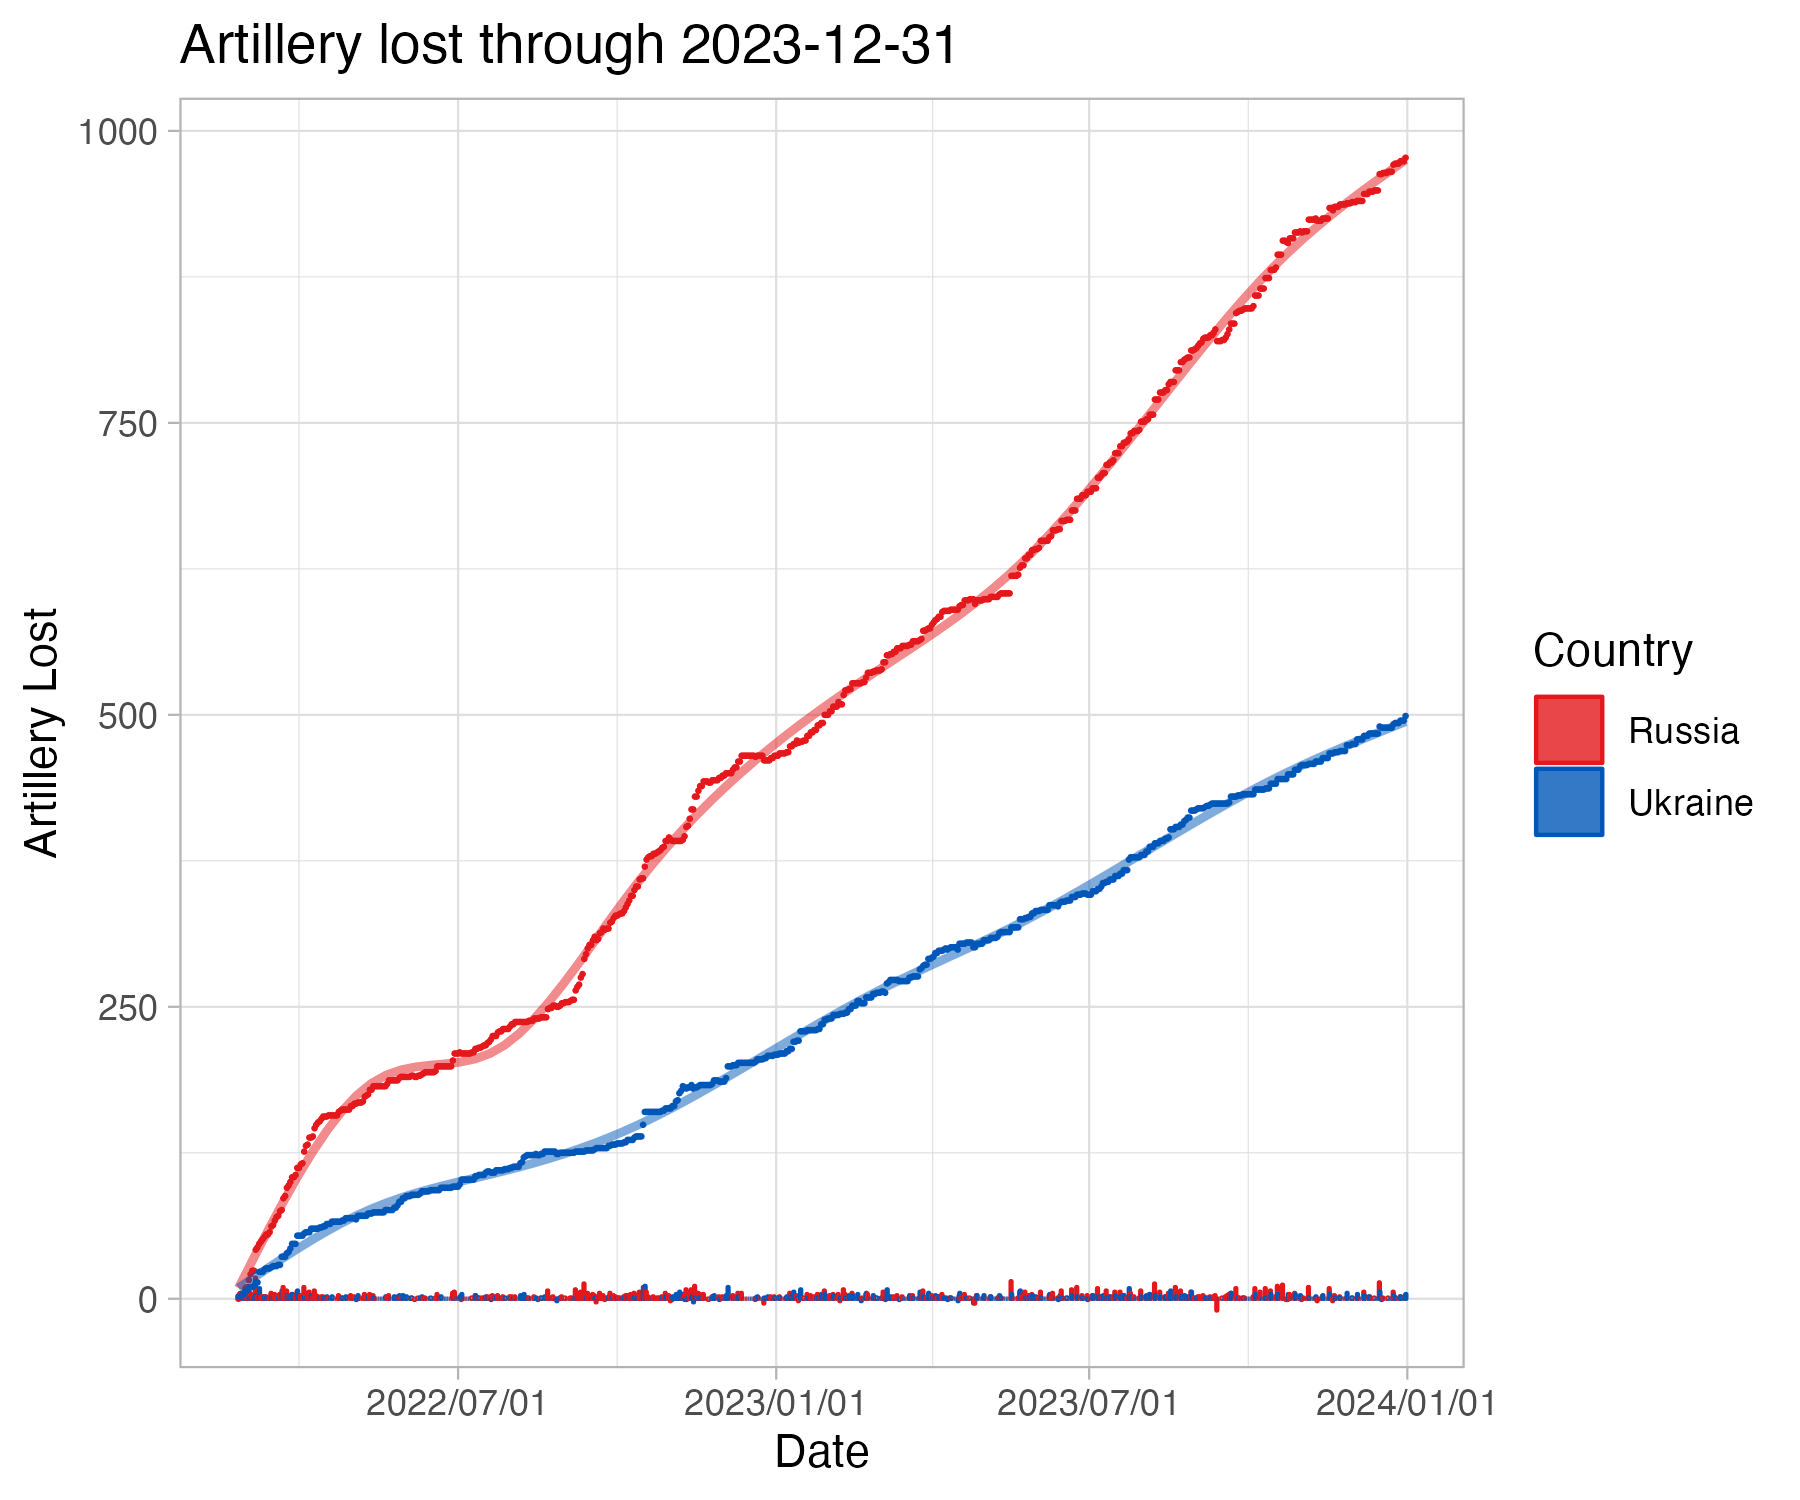 Artillery lost through 2023-12-31
1000
750
500
250
0
Artillery Lost
2022/07/01
2023/01/01
2023/07/01
2024/01/01
Date
Country
Russia
Ukraine